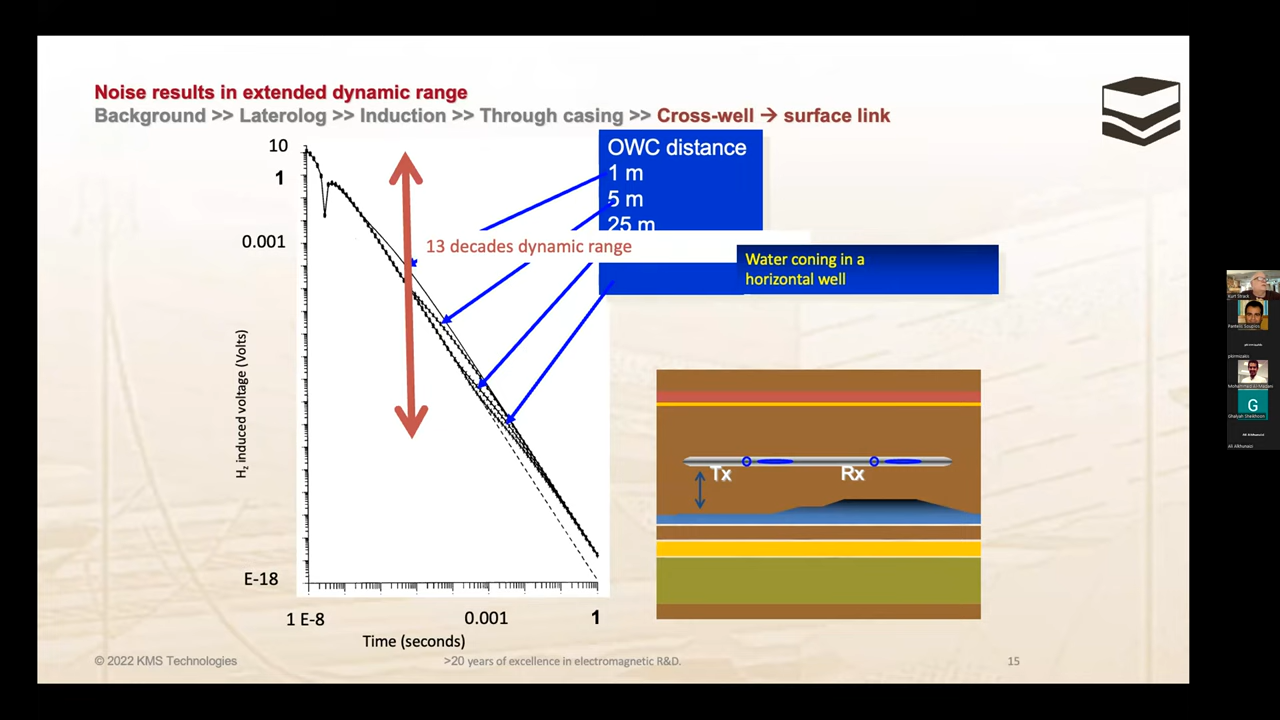 Noise results in extended dynamic range
Background >> Laterolog >> Induction >> Through casing >> Cross-well → surface link
10
1
0.001
E-18
Hz induced voltage (Volts)
1 E-8
0.001
1
Time (seconds)
OWC distance
1 m
5 m
25 m
13 decades dynamic range
Water coning in a
horizontal well
Tx
Rx
© 2022 KMS Technologies
>20 years of excellence in electromagnetic R&D.
15
Kurt Strack
G